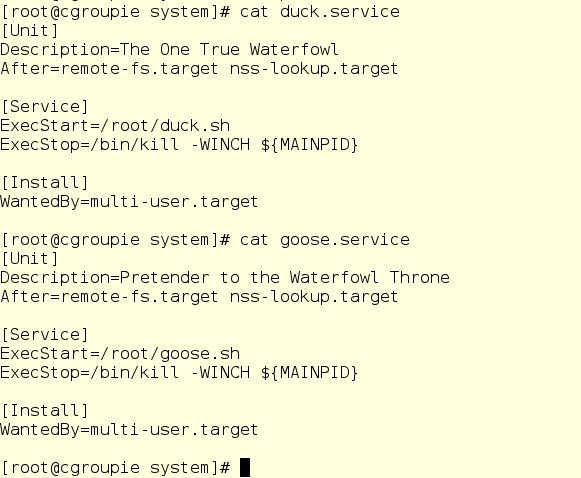 [root@cgroupie system]# cat duck.service
[Unit]
Description=The One True Waterfowl
After=remote-fs.target nss-lookup.target
[Service]
ExecStart=/root/duck.sh
ExecStop=/bin/kill -WINCH ${MAINPID}
[Install]
WantedBy=multi-user.target
[root@cgroupie system]# cat goose.service
[Unit]
Description=Pretender to the Waterfowl Throne
After=remote-fs.target nss-lookup.target
[Service]
ExecStart=/root/goose.sh
ExecStop=/bin/kill -WINCH ${MAINPID}
[Install]
WantedBy=multi-user.target
[root@cgroupie system]#